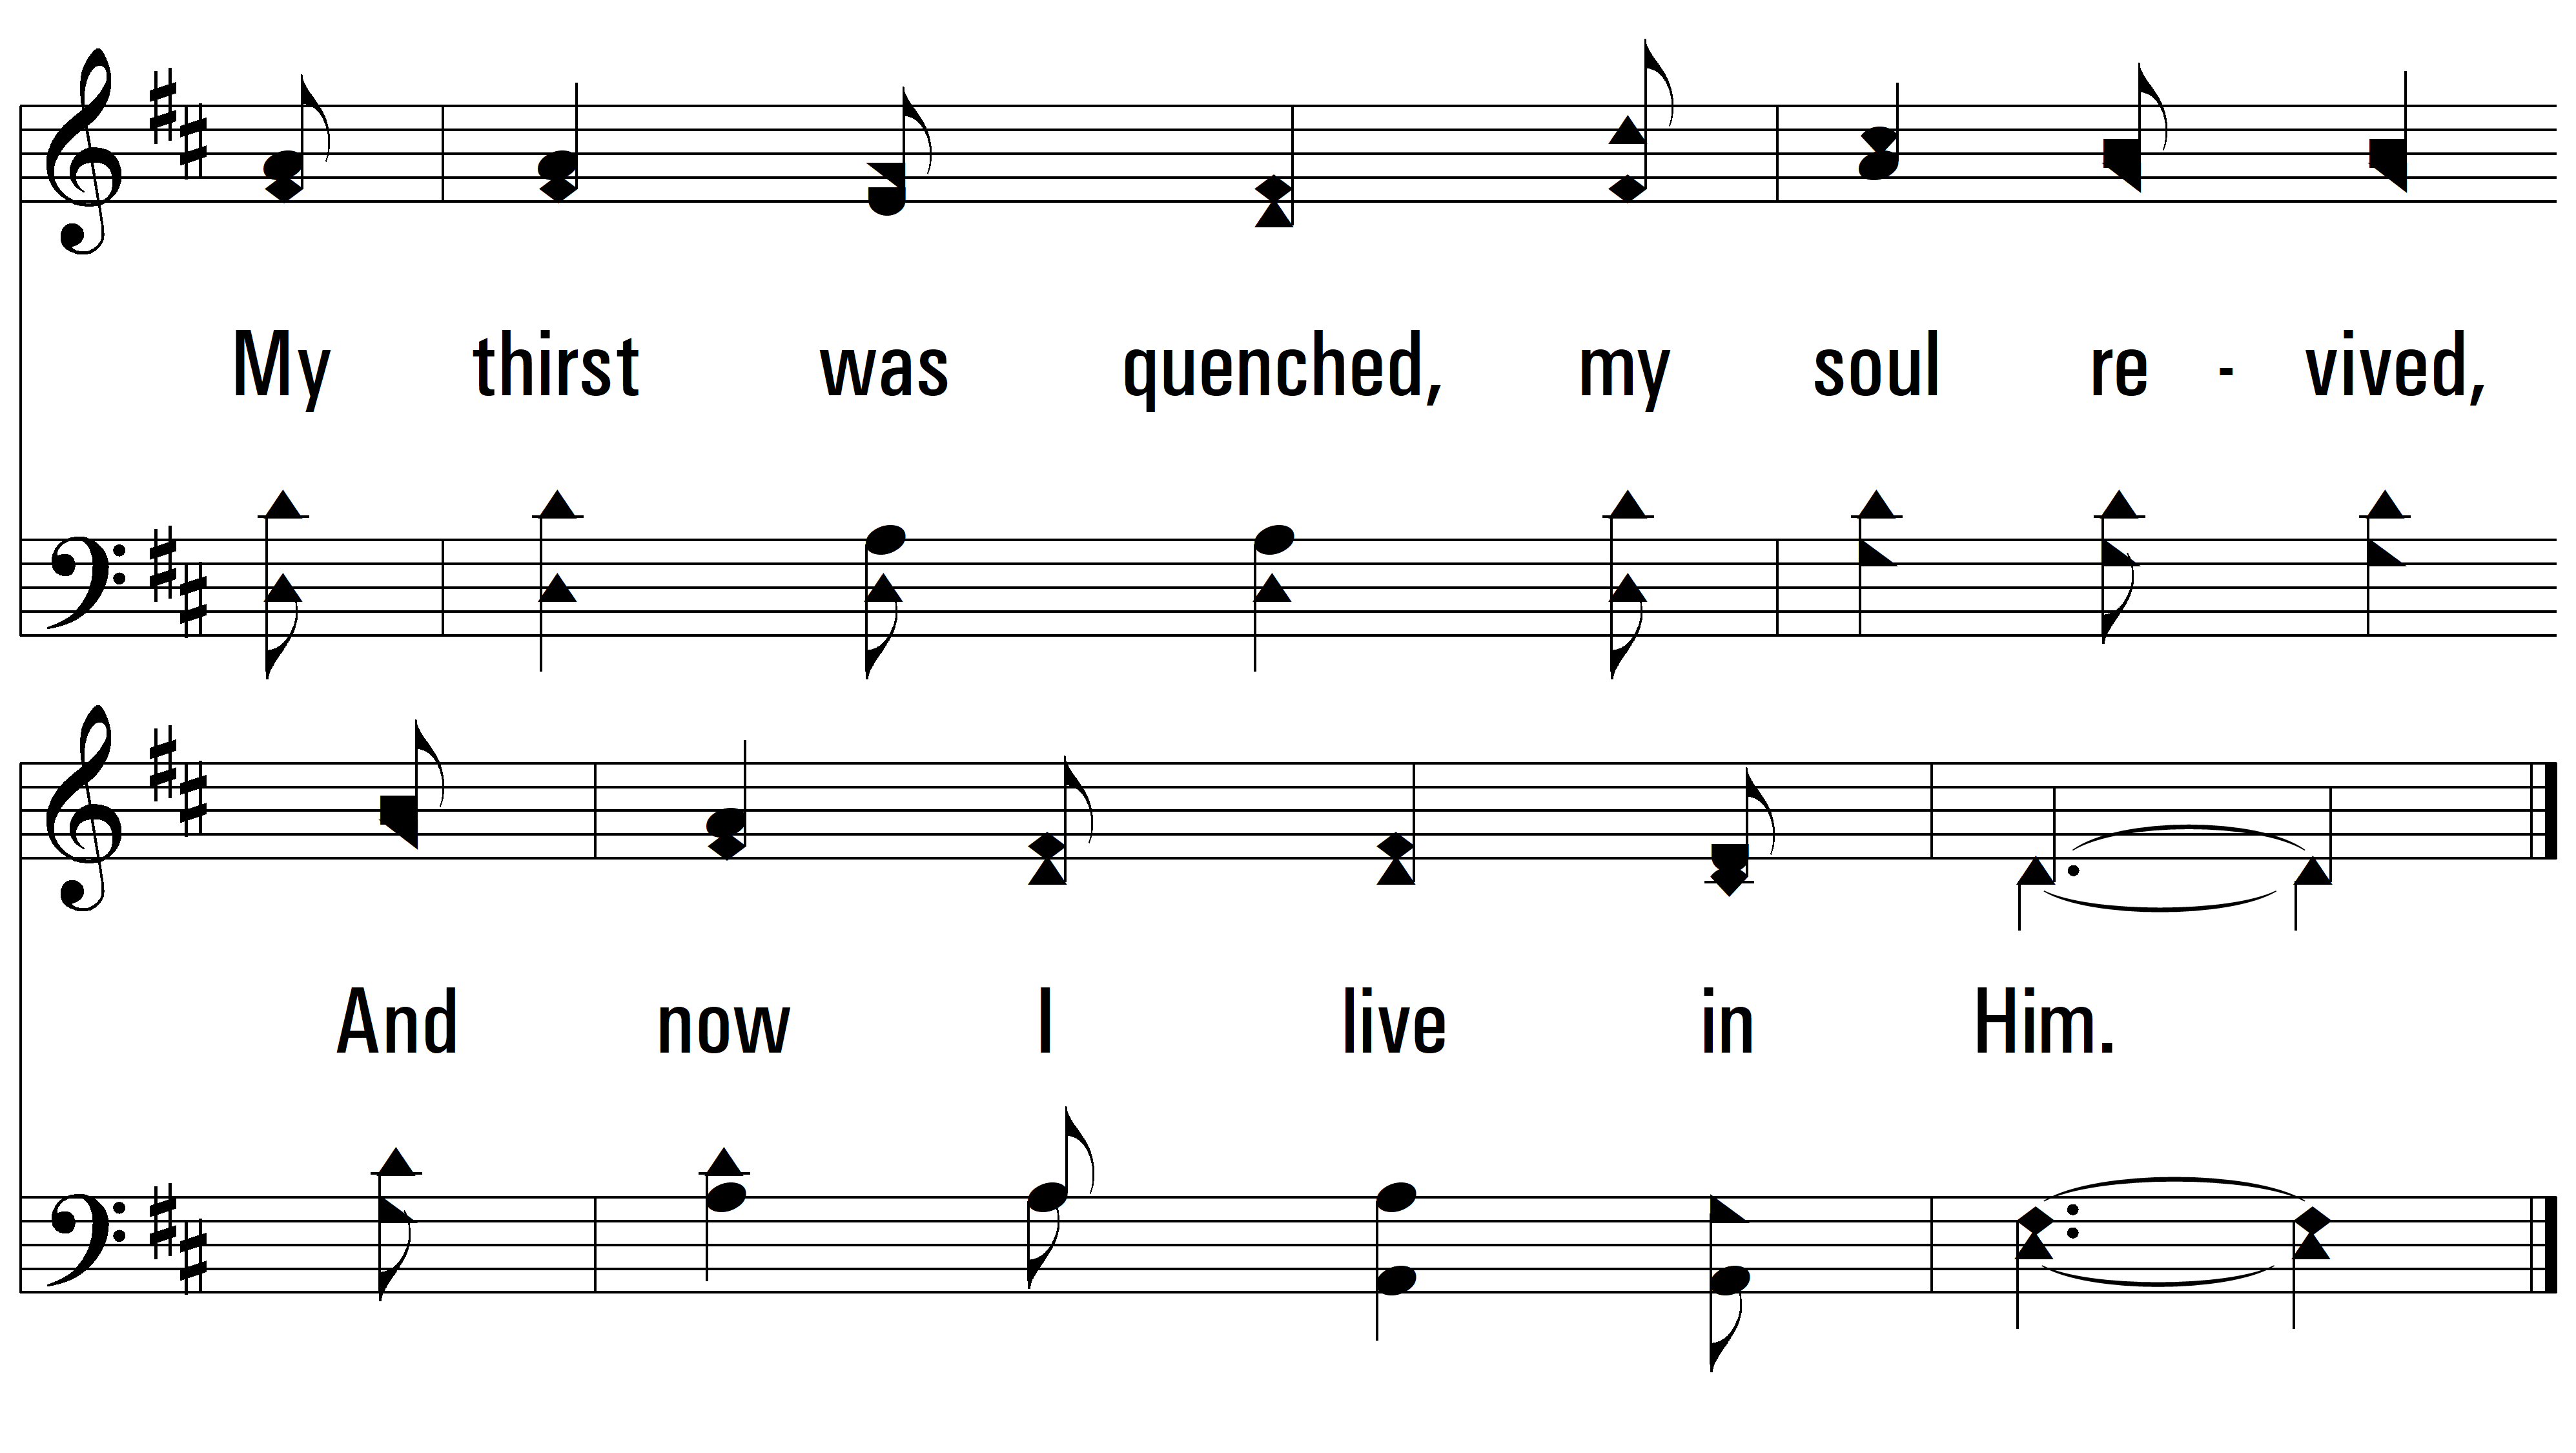 My thirst was quenched, my soul re - vived,
And now I live in Him.